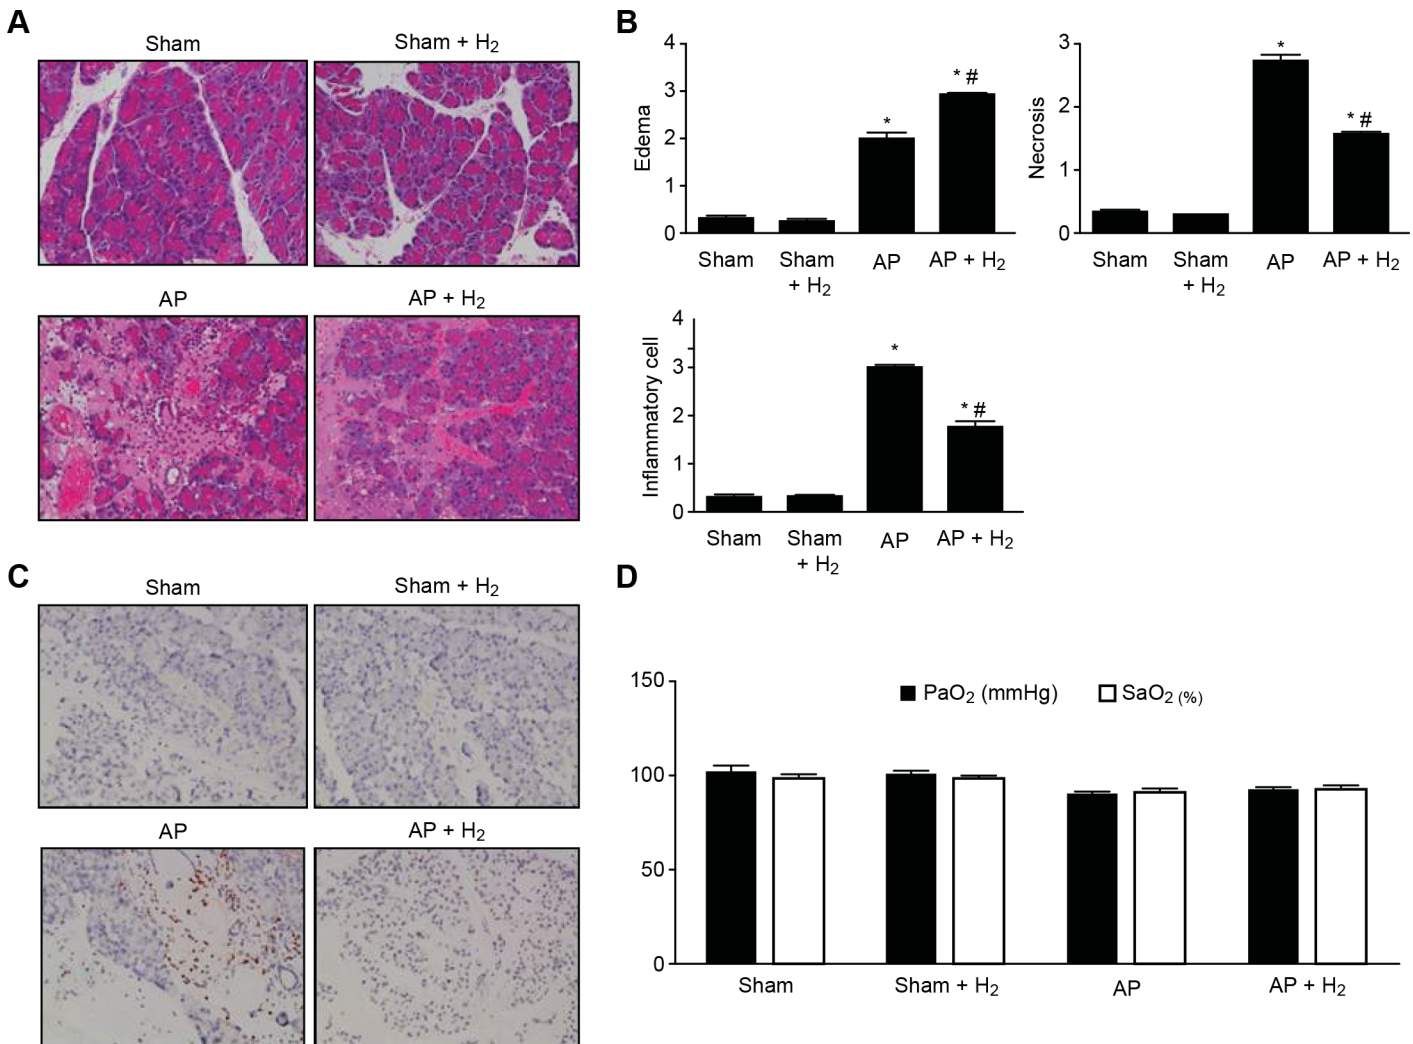 A
Sham
Sham + H2
AP
AP + H2
B
4
3
2
1
0
Edema
*
* #
Sham
Sham
+ H2
AP
AP + H2
3
2
1
0
Necrosis
*
* #
Sham
Sham
+ H2
AP
AP + H2
4
3
2
1
0
Inflammatory cell
*
* #
Sham
Sham
+ H2
AP
AP + H2
C
Sham
Sham + H2
AP
AP + H2
D
150
100
50
0
PaO2 (mmHg)
SaO2 (%)
Sham
Sham + H2
AP
AP + H2